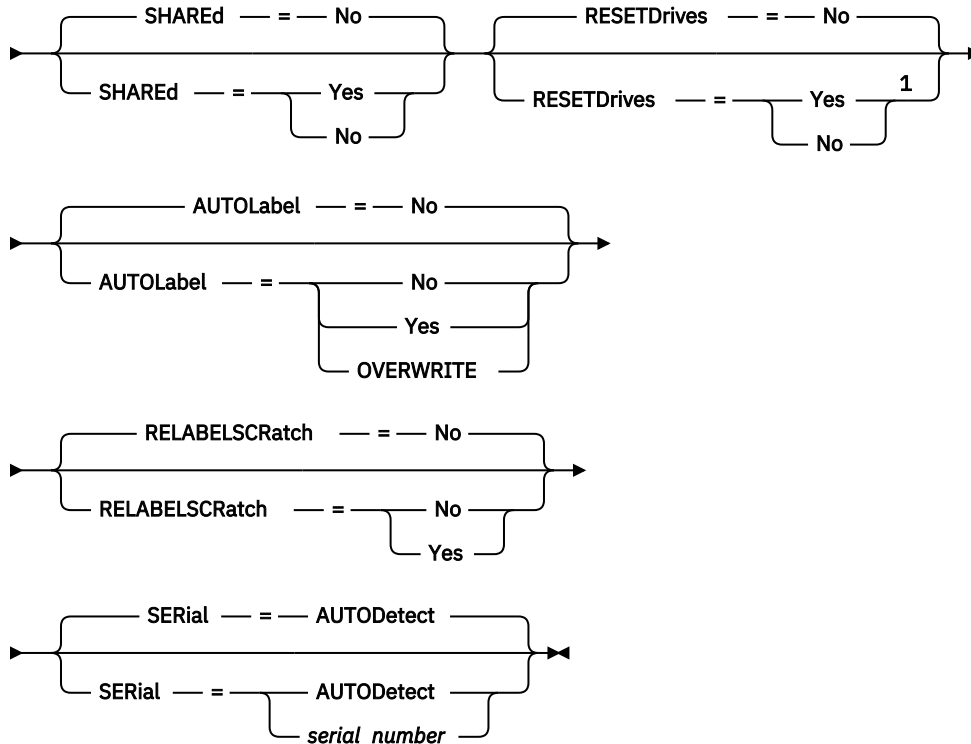 SHAREd = No RESETDrives = No
SHAREd = Yes RESETDrives = Yes 1
No No
AUTOLabel = No
AUTOLabel = No
Yes
OVERWRITE
RELABELSCRatch = No
RELABELSCRatch = No
Yes
SERial = AUTODetect
SERial = AUTODetect
serial number